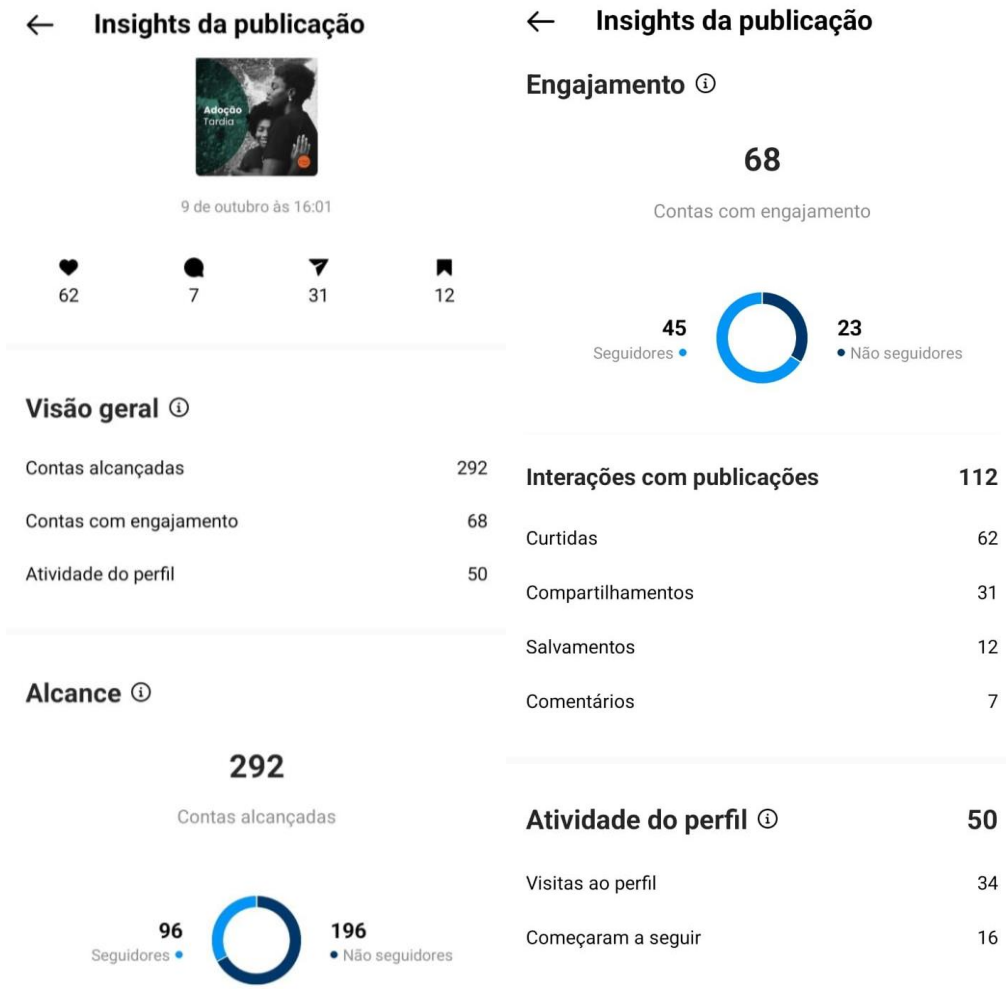 Insights da publicação
Adoção
Tardia
9 de outubro às 16:01
62 7 31 12
Visão geral
Contas alcançadas 292
Contas com engajamento 68
Atividade do perfil 50
Alcance
292
Contas alcançadas
96 196
Seguidores Não seguidores
Insights da publicação
Engajamento
68
Contas com engajamento
45 23
Seguidores Não seguidores
Interações com publicações 112
Curtidas 62
Compartilhamentos 31
Salvamentos 12
Comentários 7
Atividade do perfil 50
Visitas ao perfil 34
Começaram a seguir 16